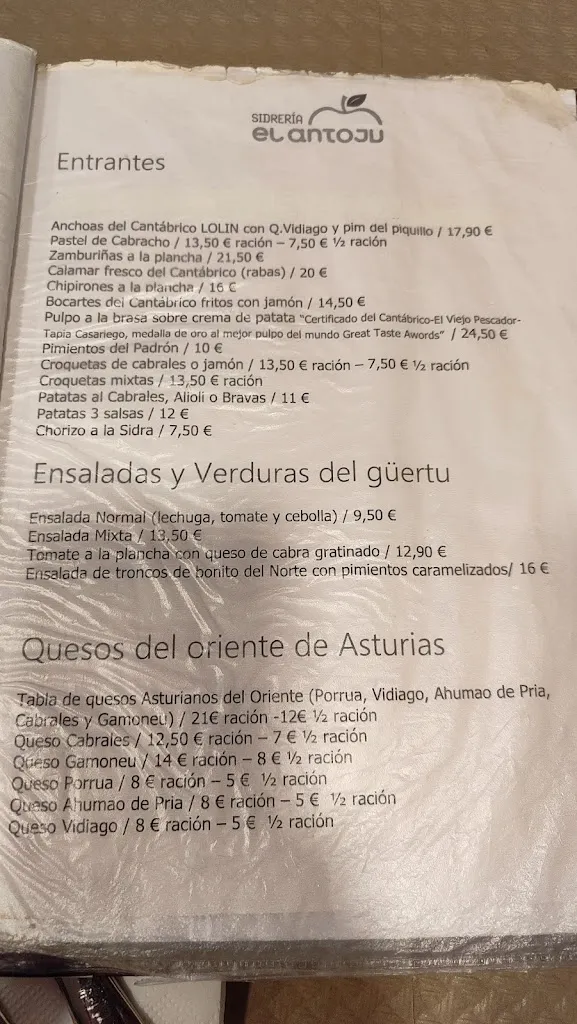 SIDRERÍA
EL ANTOJU
Entrantes
Anchoas del Cantábrico LOLIN con Q.Vidiago y pim del piquillo / 17,90 €
Pastel de Cabracho / 13,50 € ración – 7,50 € ½ ración
Zamburiñas a la plancha / 21,50 €
Calamar fresco del Cantábrico (rabas) / 20 €
Chipirones a la plancha / 16 €
Bocartes del Cantábrico fritos con jamón / 14,50 €
Pulpo a la brasa sobre crema de patata "Certificado del Cantábrico-El Viejo Pescador-
Tapia Casariego, medalla de oro al mejor pulpo del mundo Great Taste Awords" / 24,50 €
Pimientos del Padrón / 10 €
Croquetas de cabrales o jamón / 13,50 € ración – 7,50 € ½ ración
Croquetas mixtas / 13,50 € ración
Patatas al Cabrales, Alioli o Bravas / 11 €
Patatas 3 salsas / 12 €
Chorizo a la Sidra / 7,50 €
Ensaladas y Verduras del güertu
Ensalada Normal (lechuga, tomate y cebolla) / 9,50 €
Ensalada Mixta / 13,50 €
Tomate a la plancha con queso de cabra gratinado / 12,90 €
Ensalada de troncos de bonito del Norte con pimientos caramelizados/ 16 €
Quesos del oriente de Asturias
Tabla de quesos Asturianos del Oriente (Porrua, Vidiago, Ahumao de Pria,
Cabrales y Gamoneu) / 21€ ración -12€ ½ ración
Queso Cabrales / 12,50 € ración – 7 € ½ ración
Queso Gamoneu / 14 € ración – 8 € ½ ración
Queso Porrua / 8 € ración – 5 € ½ ración
Queso Ahumao de Pria / 8 € ración – 5 € ½ ración
Queso Vidiago / 8 € ración – 5 € ½ ración